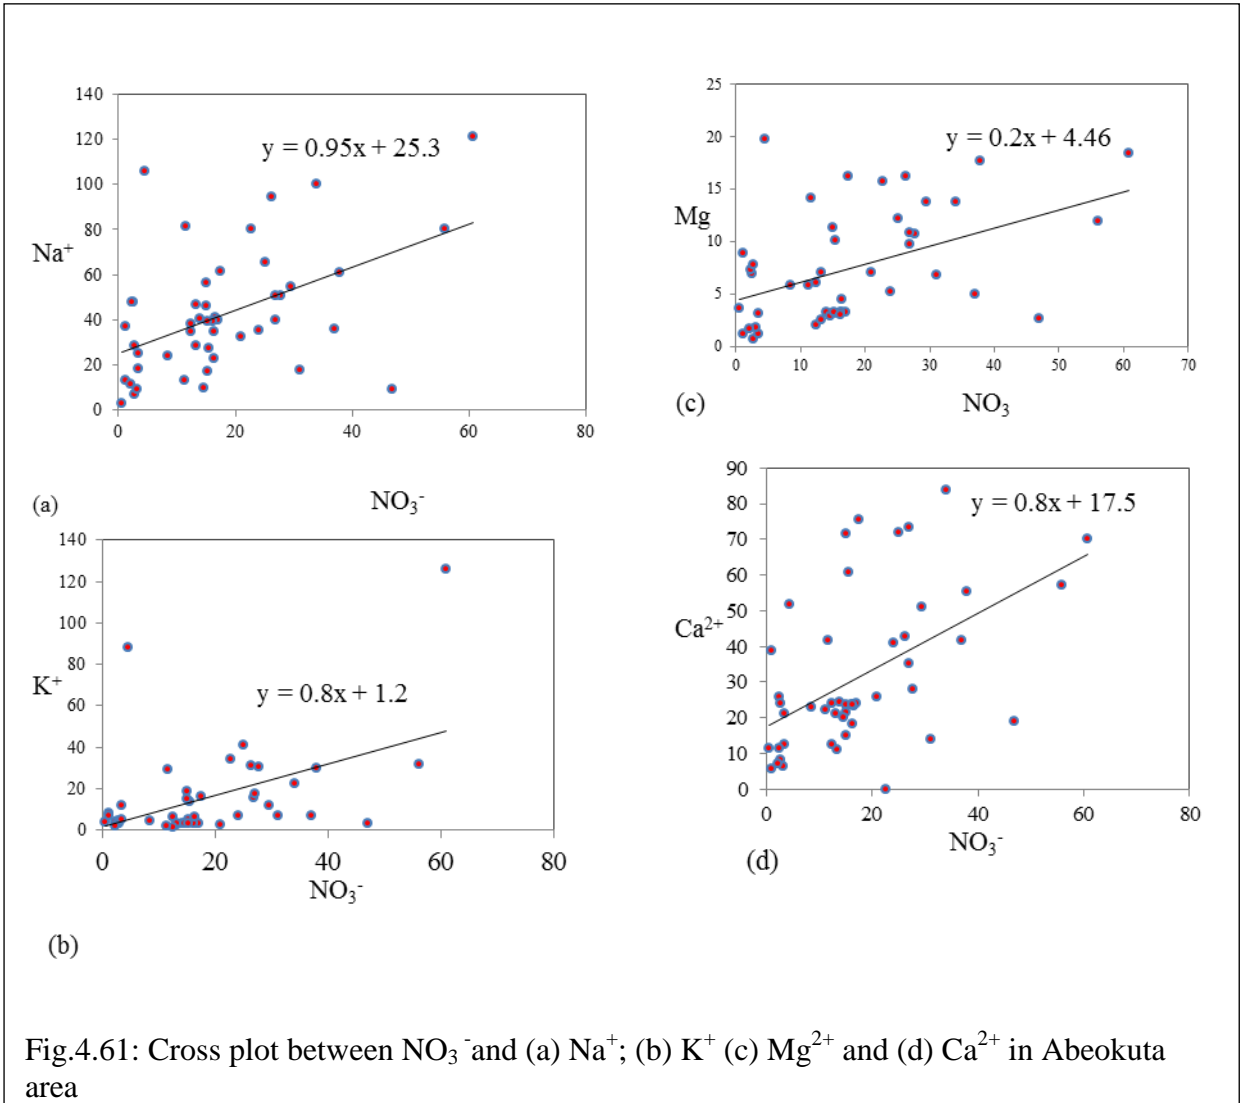 140
120
100
80
60
40
20
0
Na⁺
y = 0.95x + 25.3
0 20 40 60 80
(a) NO₃⁻
25
20
15
10
5
0
Mg
y = 0.2x + 4.46
0 10 20 30 40 50 60 70
(c) NO₃
140
120
100
80
60
40
20
0
K⁺
y = 0.8x + 1.2
0 20 40 60 80
NO₃⁻
(b)
90
80
70
60
50
40
30
20
10
0
Ca²⁺
y = 0.8x + 17.5
0 20 40 60 80
NO₃⁻
(d)
Fig.4.61: Cross plot between NO₃⁻and (a) Na⁺; (b) K⁺ (c) Mg²⁺ and (d) Ca²⁺ in Abeokuta
area